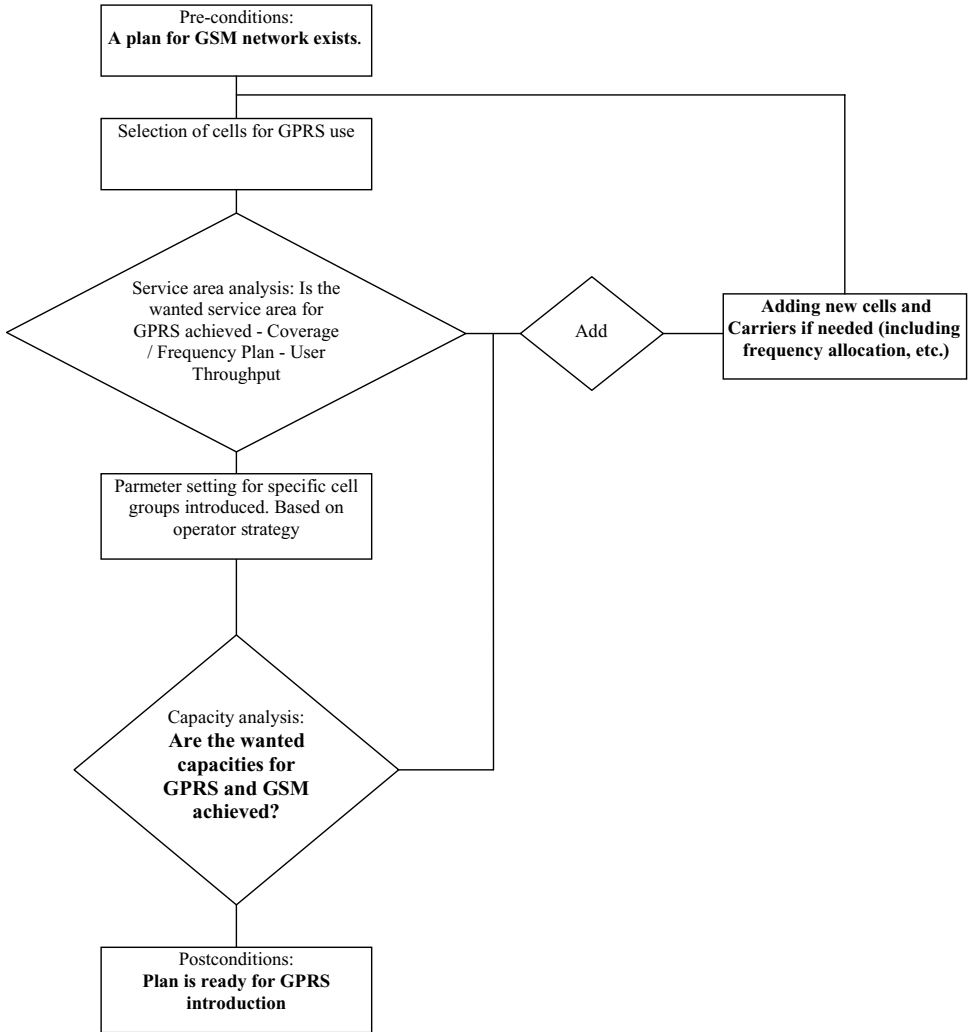 Pre-conditions:
A plan for GSM network exists.
Selection of cells for GPRS use
Service area analysis: Is the
wanted service area for
GPRS achieved - Coverage
/ Frequency Plan - User
Throughput
Add
Adding new cells and
Carriers if needed (including
frequency allocation, etc.)
Parmeter setting for specific cell
groups introduced. Based on
operator strategy
Capacity analysis:
Are the wanted
capacities for
GPRS and GSM
achieved?
Postconditions:
Plan is ready for GPRS
introduction